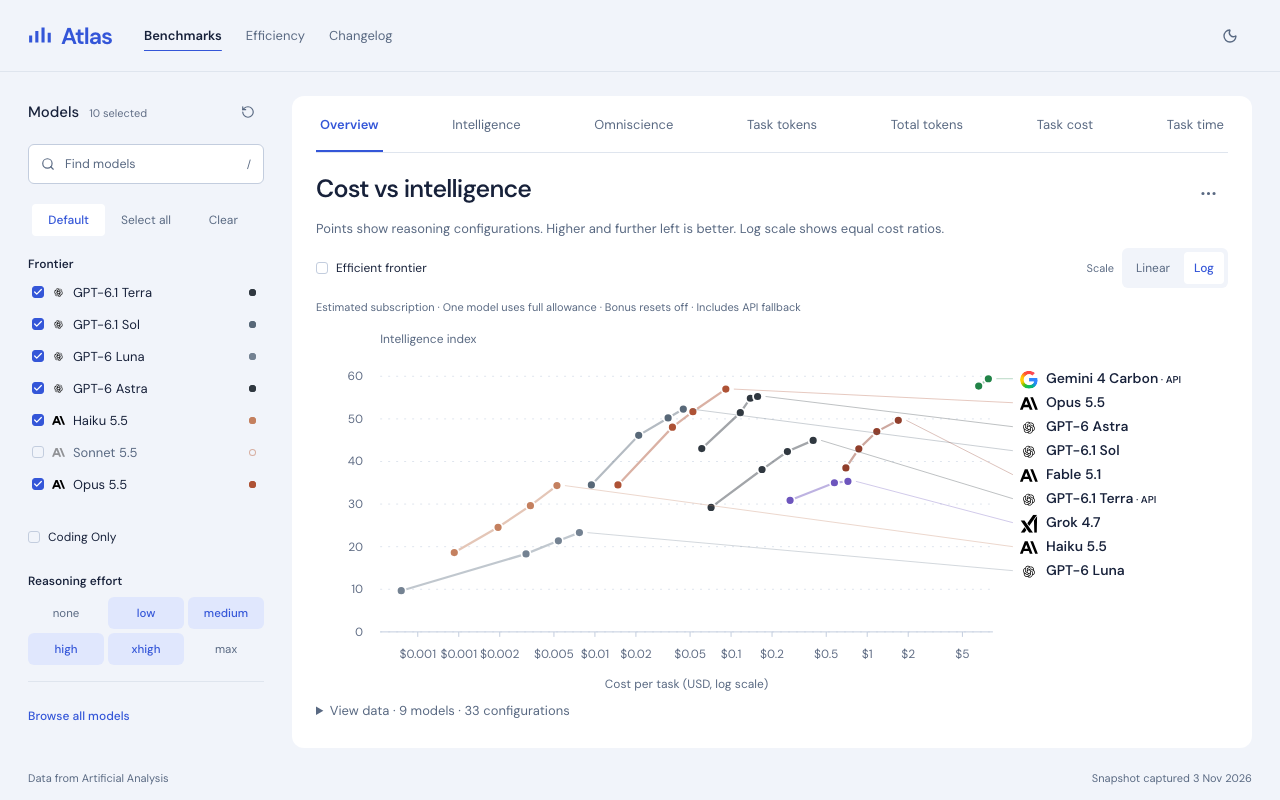 Atlas
Benchmarks
Efficiency
Changelog
Models
10 selected
Find models
/
Default
Select all
Clear
Frontier
GPT-6.1 Terra
GPT-6.1 Sol
GPT-6 Luna
GPT-6 Astra
Haiku 5.5
Sonnet 5.5
Opus 5.5
Coding Only
Reasoning effort
none
low
medium
high
xhigh
max
Browse all models
Overview
Intelligence
Omniscience
Task tokens
Total tokens
Task cost
Task time
Cost vs intelligence
Points show reasoning configurations. Higher and further left is better. Log scale shows equal cost ratios.
Efficient frontier
Scale
Linear
Log
Estimated subscription · One model uses full allowance · Bonus resets off · Includes API fallback
Intelligence index
60
50
40
30
20
10
0
$0.001 $0.001 $0.002 $0.005 $0.01 $0.02 $0.05 $0.1 $0.2 $0.5 $1 $2 $5
Cost per task (USD, log scale)
Gemini 4 Carbon · API
Opus 5.5
GPT-6 Astra
GPT-6.1 Sol
Fable 5.1
GPT-6.1 Terra · API
Grok 4.7
Haiku 5.5
GPT-6 Luna
View data · 9 models · 33 configurations
Data from Artificial Analysis
Snapshot captured 3 Nov 2026